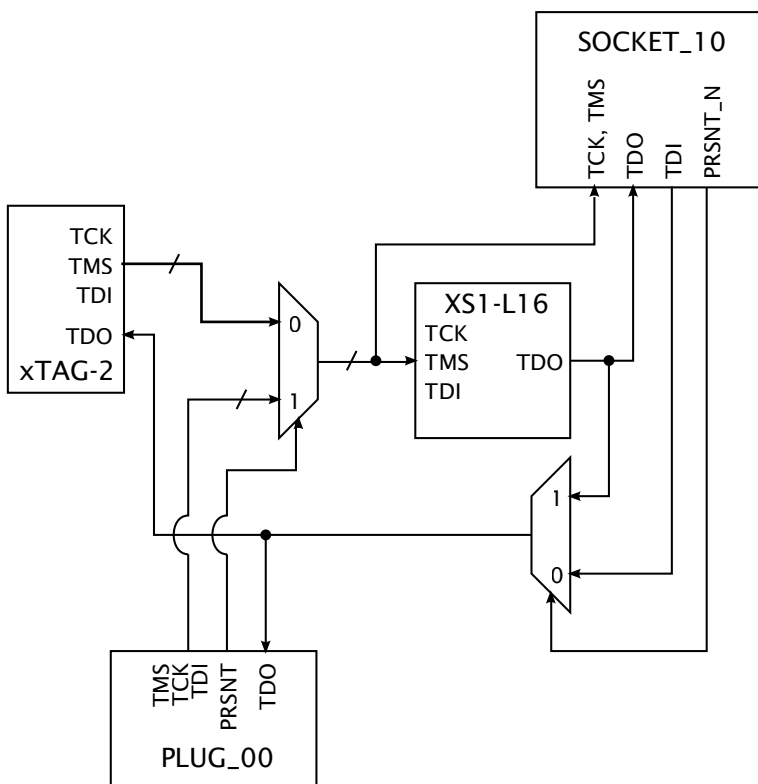 SOCKET_10
TCK, TMS
TDO
TDI
PRSNT_N
TCK
TMS
TDI
TDO
xTAG-2
0
1
XS1-L16
TCK
TMS
TDI
TDO
1
0
TMS
TCK
TDI
PRSNT
TDO
PLUG_00